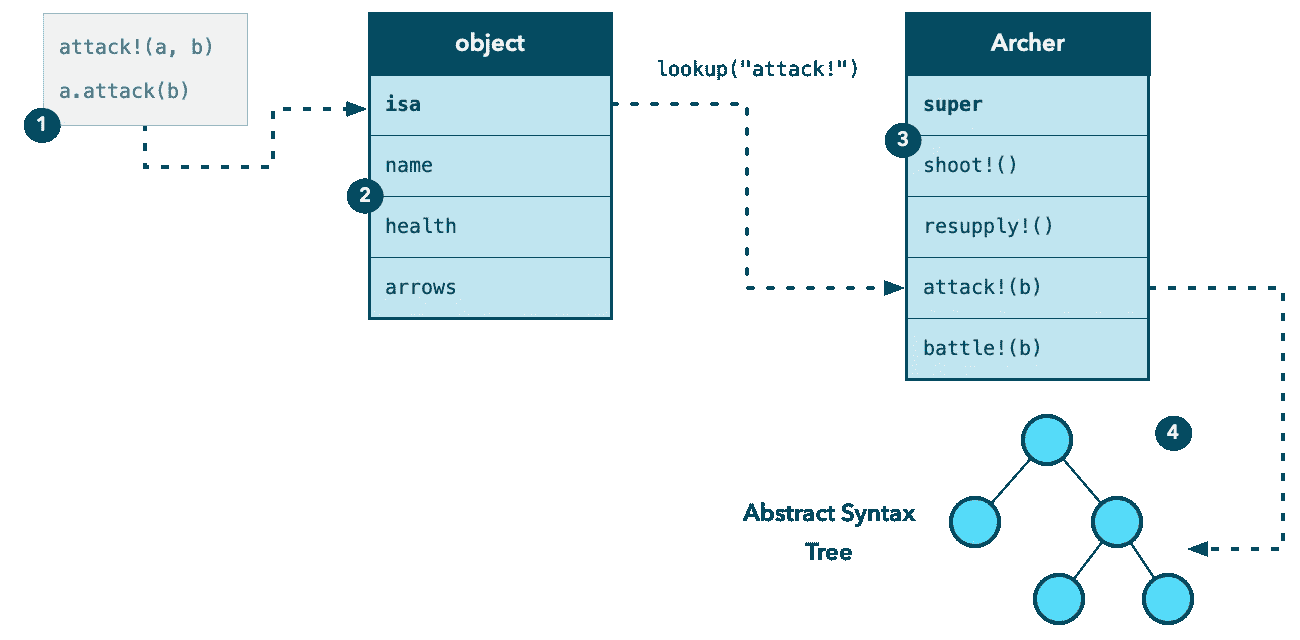 attack!(a, b)
a.attack(b)
1
object
isa
name
2
health
arrows
lookup("attack!")
Archer
super
3
shoot!()
resupply!()
attack!(b)
battle!(b)
4
Abstract Syntax
Tree